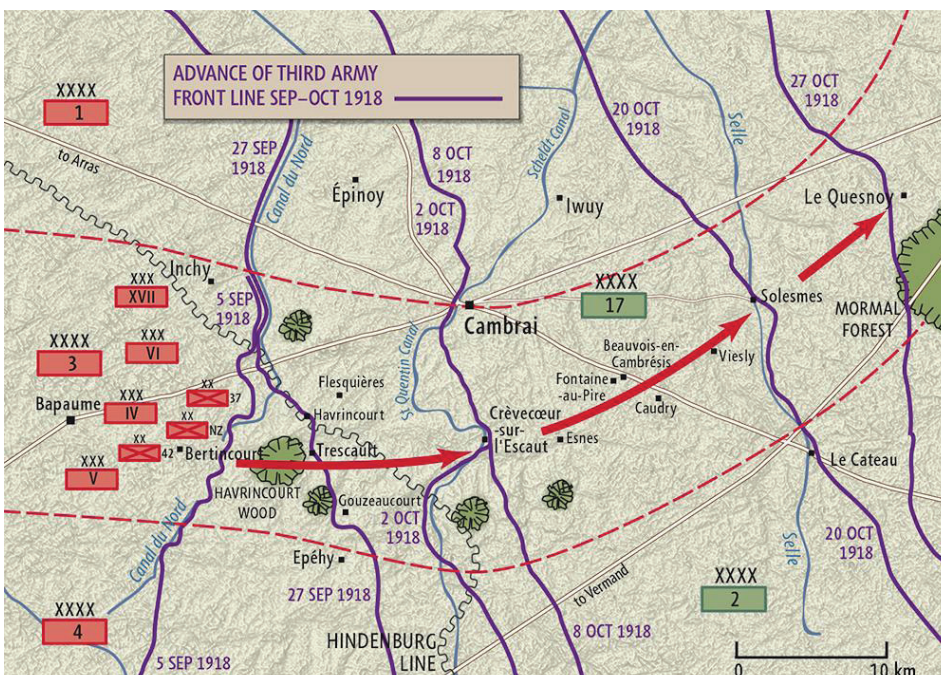 ADVANCE OF THIRD ARMY
FRONT LINE SEP–OCT 1918
XXXX
1
to Arras
27 SEP
1918
Canal du Nord
Épinoy
8 OCT
1918
2 OCT
1918
Scheldt Canal
Iwuy
20 OCT
1918
Selle
27 OCT
1918
Le Quesnoy
Inchy
XXX
XVII
5 SEP
1918
XXXX
17
Cambrai
Solesmes
MORMAL
FOREST
XXXX
3
XXX
VI
St Quentin Canal
Beauvois-en-
Cambrésis
Viesly
Bapaume
XXX
IV
XX
37
XX
NZ
XX
42
Flesquières
Havrincourt
Fontaine
-au-Pire
Caudry
Crèvecœur
-sur-
l'Escaut
Esnes
Bertincourt
Trescault
Le Cateau
XXX
V
HAVRINCOURT
WOOD
Gouzeaucourt
2 OCT
1918
Canal du Nord
Epéhy
20 OCT
1918
Selle
XXXX
4
27 SEP 1918
to Vermand
XXXX
2
5 SEP 1918
HINDENBURG
LINE
8 OCT 1918
0
10 km